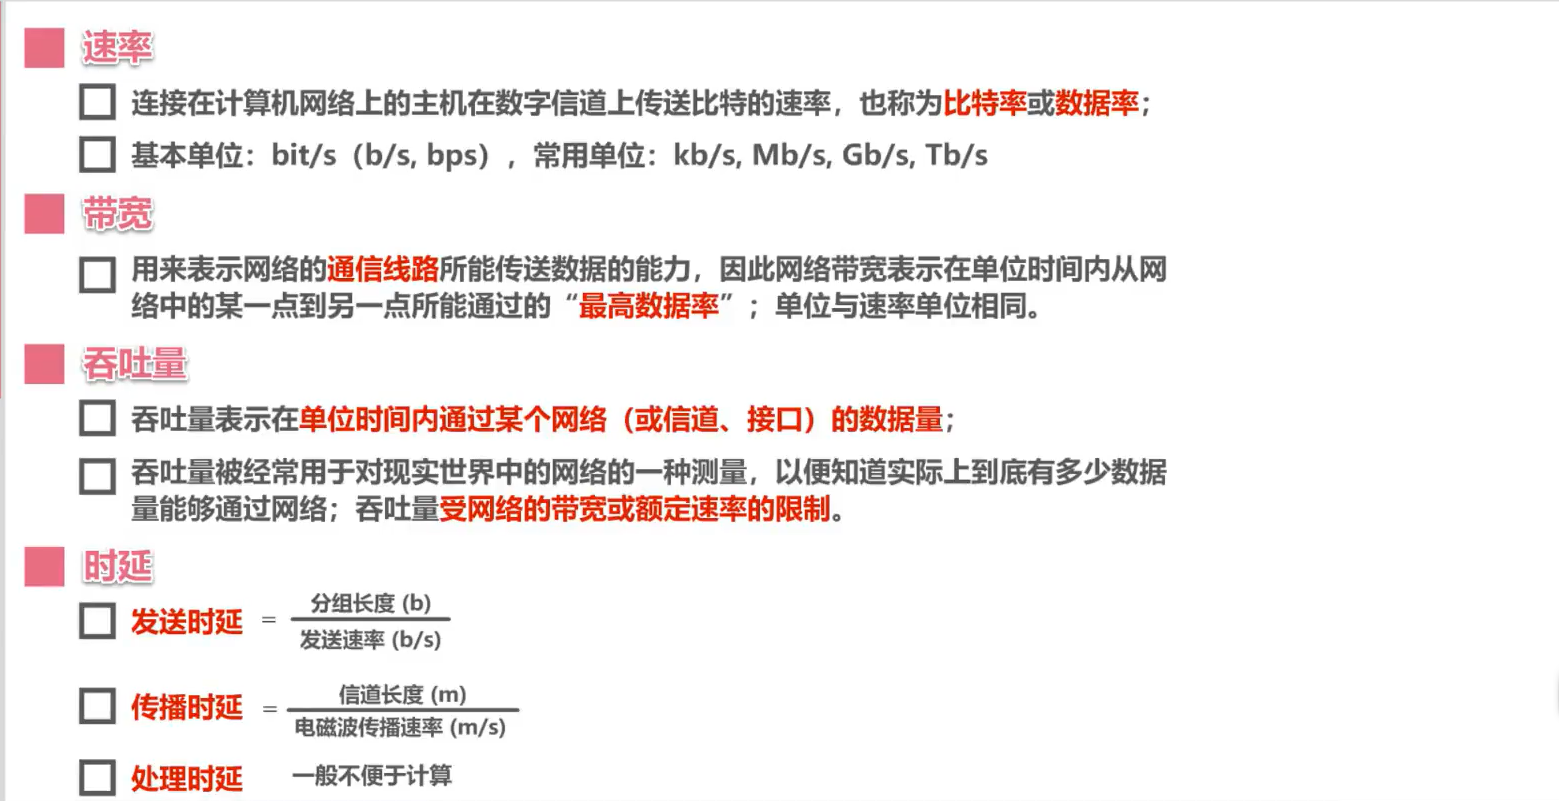 速率
连接在计算机网络上的主机在数字信道上传送比特的速率，也称为比特率或数据率；
基本单位：bit/s（b/s, bps），常用单位：kb/s, Mb/s, Gb/s, Tb/s
带宽
用来表示网络的通信线路所能传送数据的能力，因此网络带宽表示在单位时间内从网
络中的某一点到另一点所能通过的“最高数据率”；单位与速率单位相同。
吞吐量
吞吐量表示在单位时间内通过某个网络（或信道、接口）的数据量；
吞吐量被经常用于对现实世界中的网络的一种测量，以便知道实际上到底有多少数据
量能够通过网络；吞吐量受网络的带宽或额定速率的限制。
时延
发送时延 = 分组长度 (b)
发送速率 (b/s)
传播时延 = 信道长度 (m)
电磁波传播速率 (m/s)
处理时延 一般不便于计算